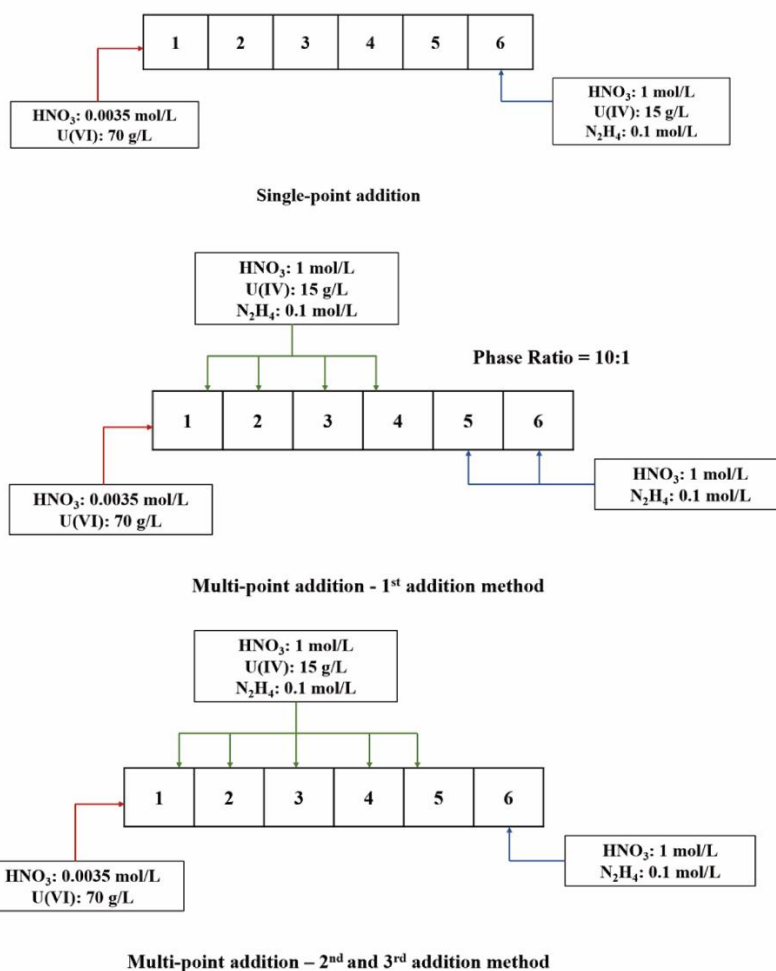 1 2 3 4 5 6
HNO₃: 0.0035 mol/L
U(VI): 70 g/L
HNO₃: 1 mol/L
U(IV): 15 g/L
N₂H₄: 0.1 mol/L
Single-point addition
HNO₃: 1 mol/L
U(IV): 15 g/L
N₂H₄: 0.1 mol/L
Phase Ratio = 10:1
1 2 3 4 5 6
HNO₃: 0.0035 mol/L
U(VI): 70 g/L
HNO₃: 1 mol/L
N₂H₄: 0.1 mol/L
Multi-point addition - 1ˢᵗ addition method
HNO₃: 1 mol/L
U(IV): 15 g/L
N₂H₄: 0.1 mol/L
1 2 3 4 5 6
HNO₃: 1 mol/L
N₂H₄: 0.1 mol/L
HNO₃: 0.0035 mol/L
U(VI): 70 g/L
Multi-point addition – 2ⁿᵈ and 3ʳᵈ addition method